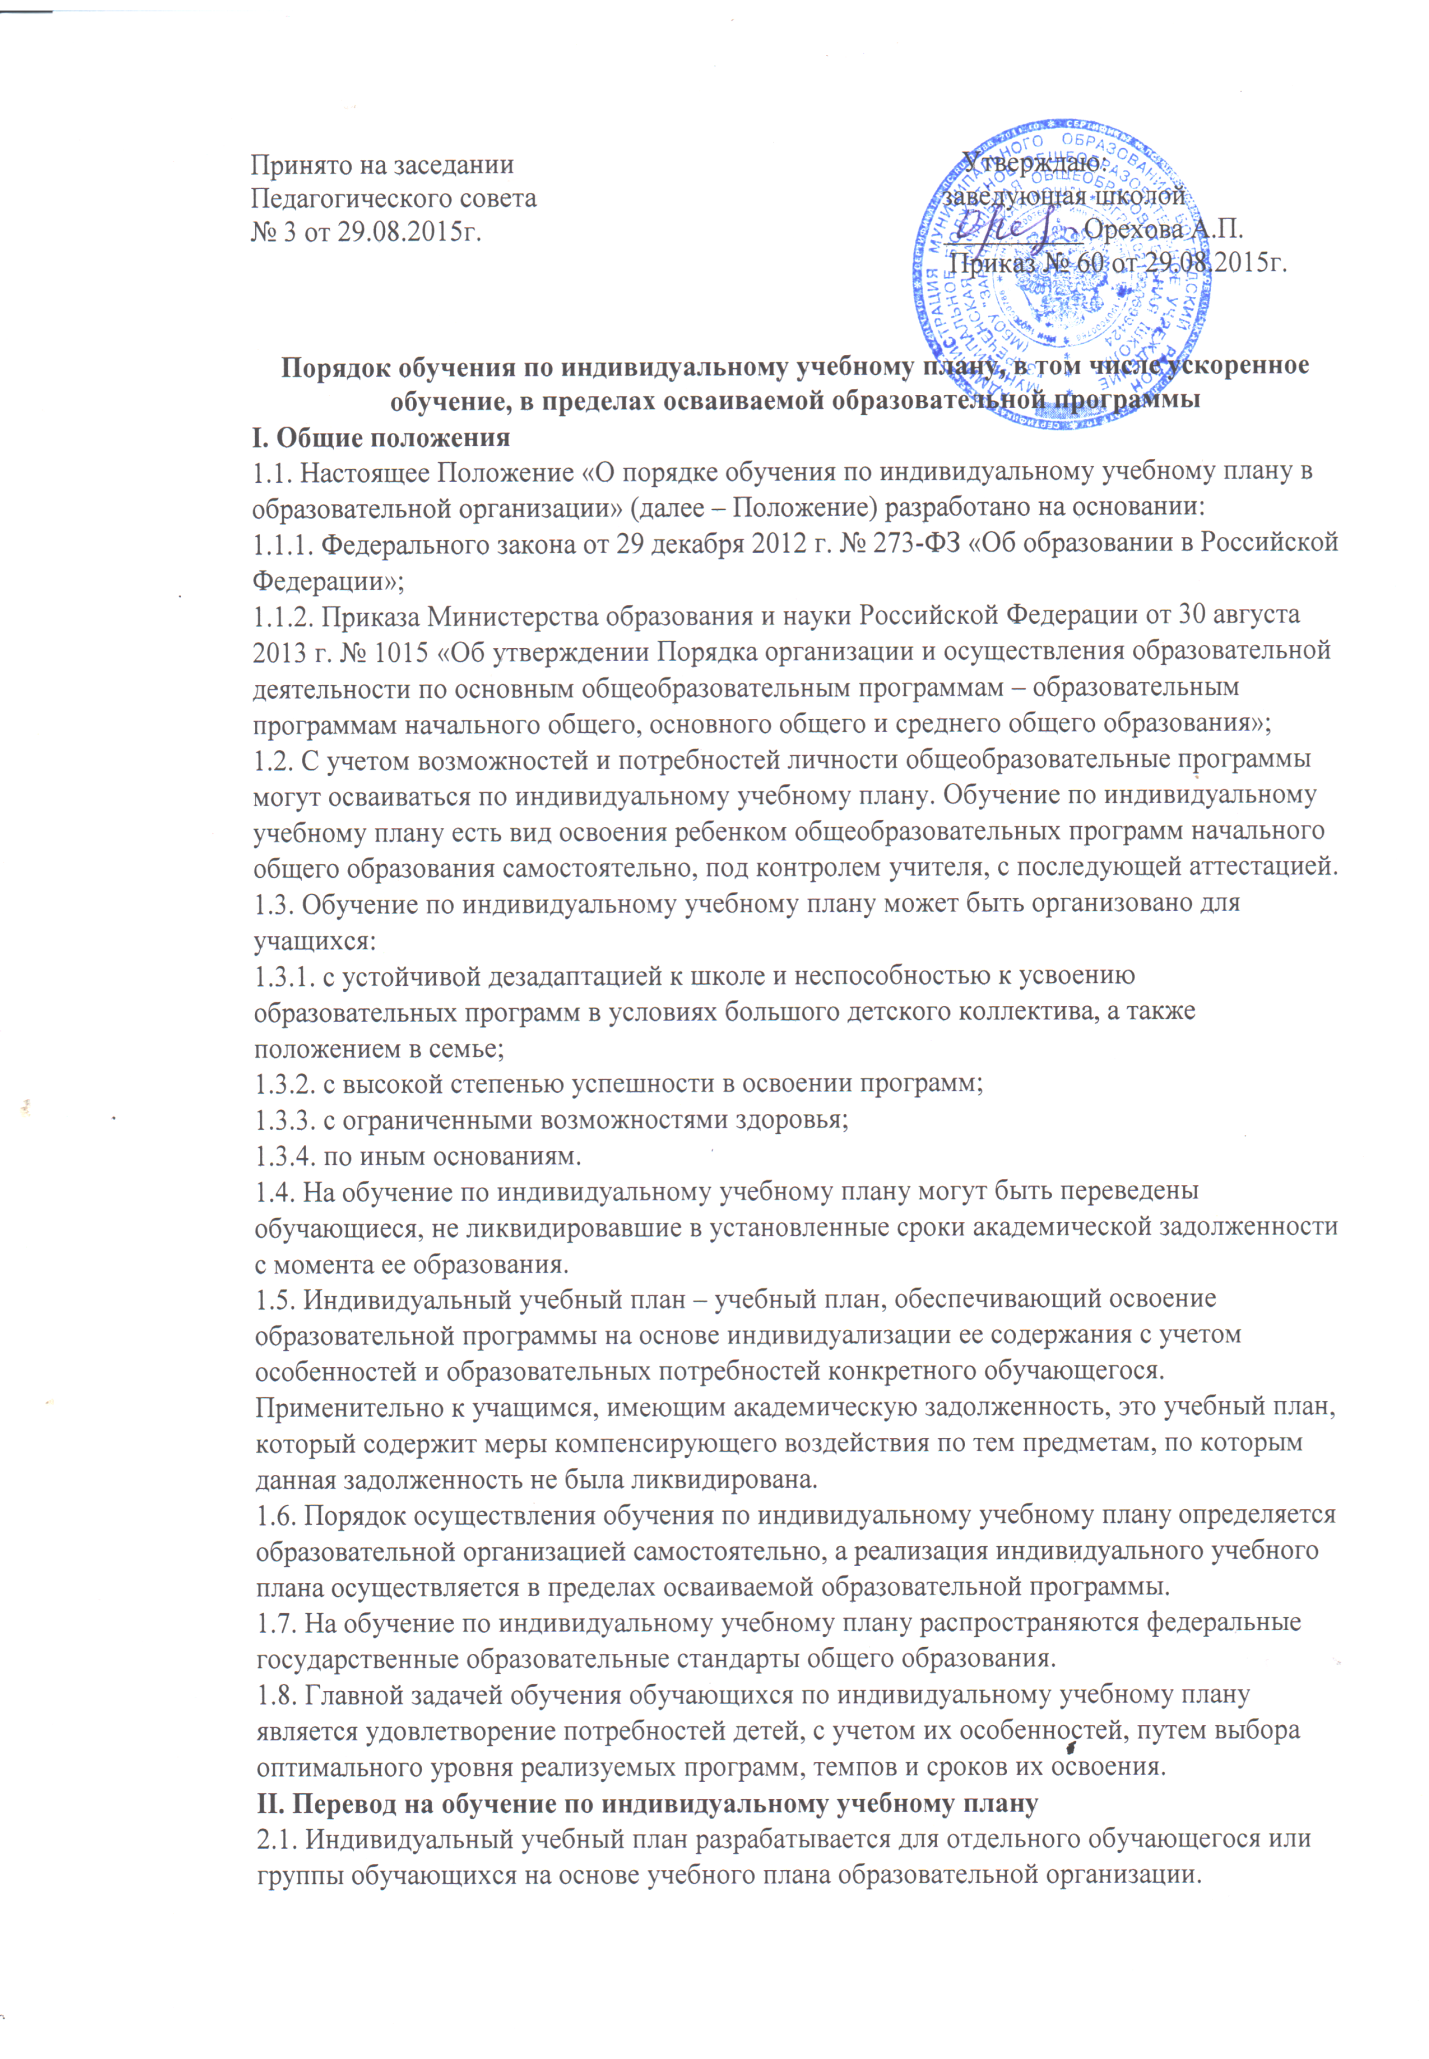 Принято на заседании
Педагогического совета
№ 3 от 29.08.2015г.
Утверждаю:
заведующая школой
Орехова А.П.
Приказ № 60 от 29.08.2015г.
Порядок обучения по индивидуальному учебному плану, в том числе ускоренное
обучение, в пределах осваиваемой образовательной программы
I. Общие положения
1.1. Настоящее Положение «О порядке обучения по индивидуальному учебному плану в
образовательной организации» (далее – Положение) разработано на основании:
1.1.1. Федерального закона от 29 декабря 2012 г. № 273-ФЗ «Об образовании в Российской
Федерации»;
1.1.2. Приказа Министерства образования и науки Российской Федерации от 30 августа
2013 г. № 1015 «Об утверждении Порядка организации и осуществления образовательной
деятельности по основным общеобразовательным программам – образовательным
программам начального общего, основного общего и среднего общего образования»;
1.2. С учетом возможностей и потребностей личности общеобразовательные программы
могут осваиваться по индивидуальному учебному плану. Обучение по индивидуальному
учебному плану есть вид освоения ребенком общеобразовательных программ начального
общего образования самостоятельно, под контролем учителя, с последующей аттестацией.
1.3. Обучение по индивидуальному учебному плану может быть организовано для
учащихся:
1.3.1. с устойчивой дезадаптацией к школе и неспособностью к усвоению
образовательных программ в условиях большого детского коллектива, а также
положением в семье;
1.3.2. с высокой степенью успешности в освоении программ;
1.3.3. с ограниченными возможностями здоровья;
1.3.4. по иным основаниям.
1.4. На обучение по индивидуальному учебному плану могут быть переведены
обучающиеся, не ликвидировавшие в установленные сроки академической задолженности
с момента ее образования.
1.5. Индивидуальный учебный план – учебный план, обеспечивающий освоение
образовательной программы на основе индивидуализации ее содержания с учетом
особенностей и образовательных потребностей конкретного обучающегося.
Применительно к учащимся, имеющим академическую задолженность, это учебный план,
который содержит меры компенсирующего воздействия по тем предметам, по которым
данная задолженность не была ликвидирована.
1.6. Порядок осуществления обучения по индивидуальному учебному плану определяется
образовательной организацией самостоятельно, а реализация индивидуального учебного
плана осуществляется в пределах осваиваемой образовательной программы.
1.7. На обучение по индивидуальному учебному плану распространяются федеральные
государственные образовательные стандарты общего образования.
1.8. Главной задачей обучения обучающихся по индивидуальному учебному плану
является удовлетворение потребностей детей, с учетом их особенностей, путем выбора
оптимального уровня реализуемых программ, темпов и сроков их освоения.
II. Перевод на обучение по индивидуальному учебному плану
2.1. Индивидуальный учебный план разрабатывается для отдельного обучающегося или
группы обучающихся на основе учебного плана образовательной организации.